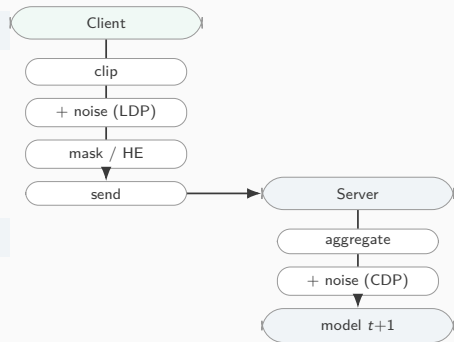 Client
clip
+ noise (LDP)
mask / HE
send
Server
aggregate
+ noise (CDP)
model t+1